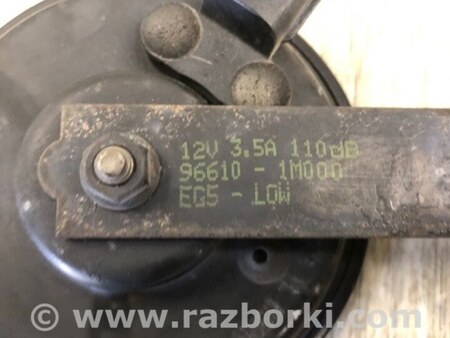 12V 3.5A 110dB
96610 - 1M000
EG5 - LOW
© www.razborki.com